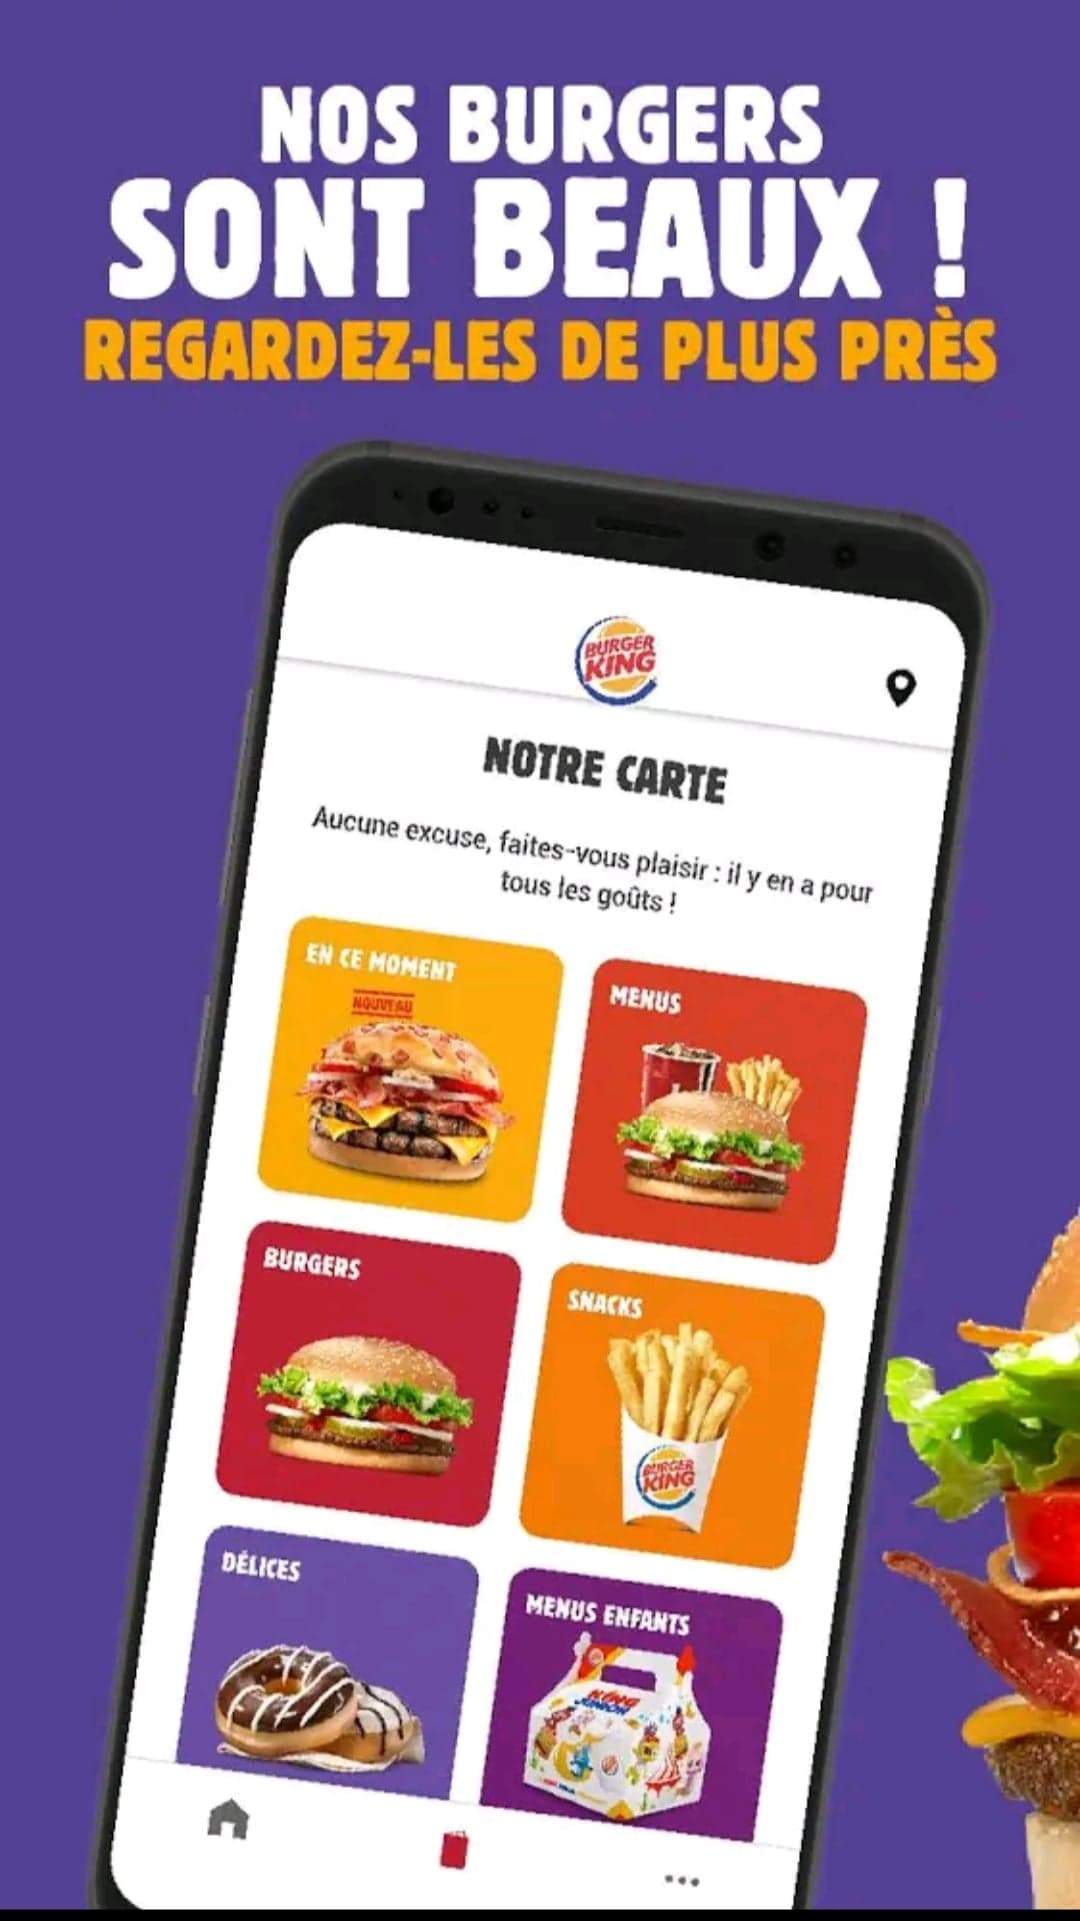 NOS BURGERS
SONT BEAUX !
REGARDEZ-LES DE PLUS PRÈS
BURGER
KING
NOTRE CARTE
Aucune excuse, faites-vous plaisir : il y en a pour
tous les goûts !
EN CE MOMENT
NOUVEAU
MENUS
BURGERS
SNACKS
BURGER
KING
DÉLICES
MENUS ENFANTS
KING
JUNIOR